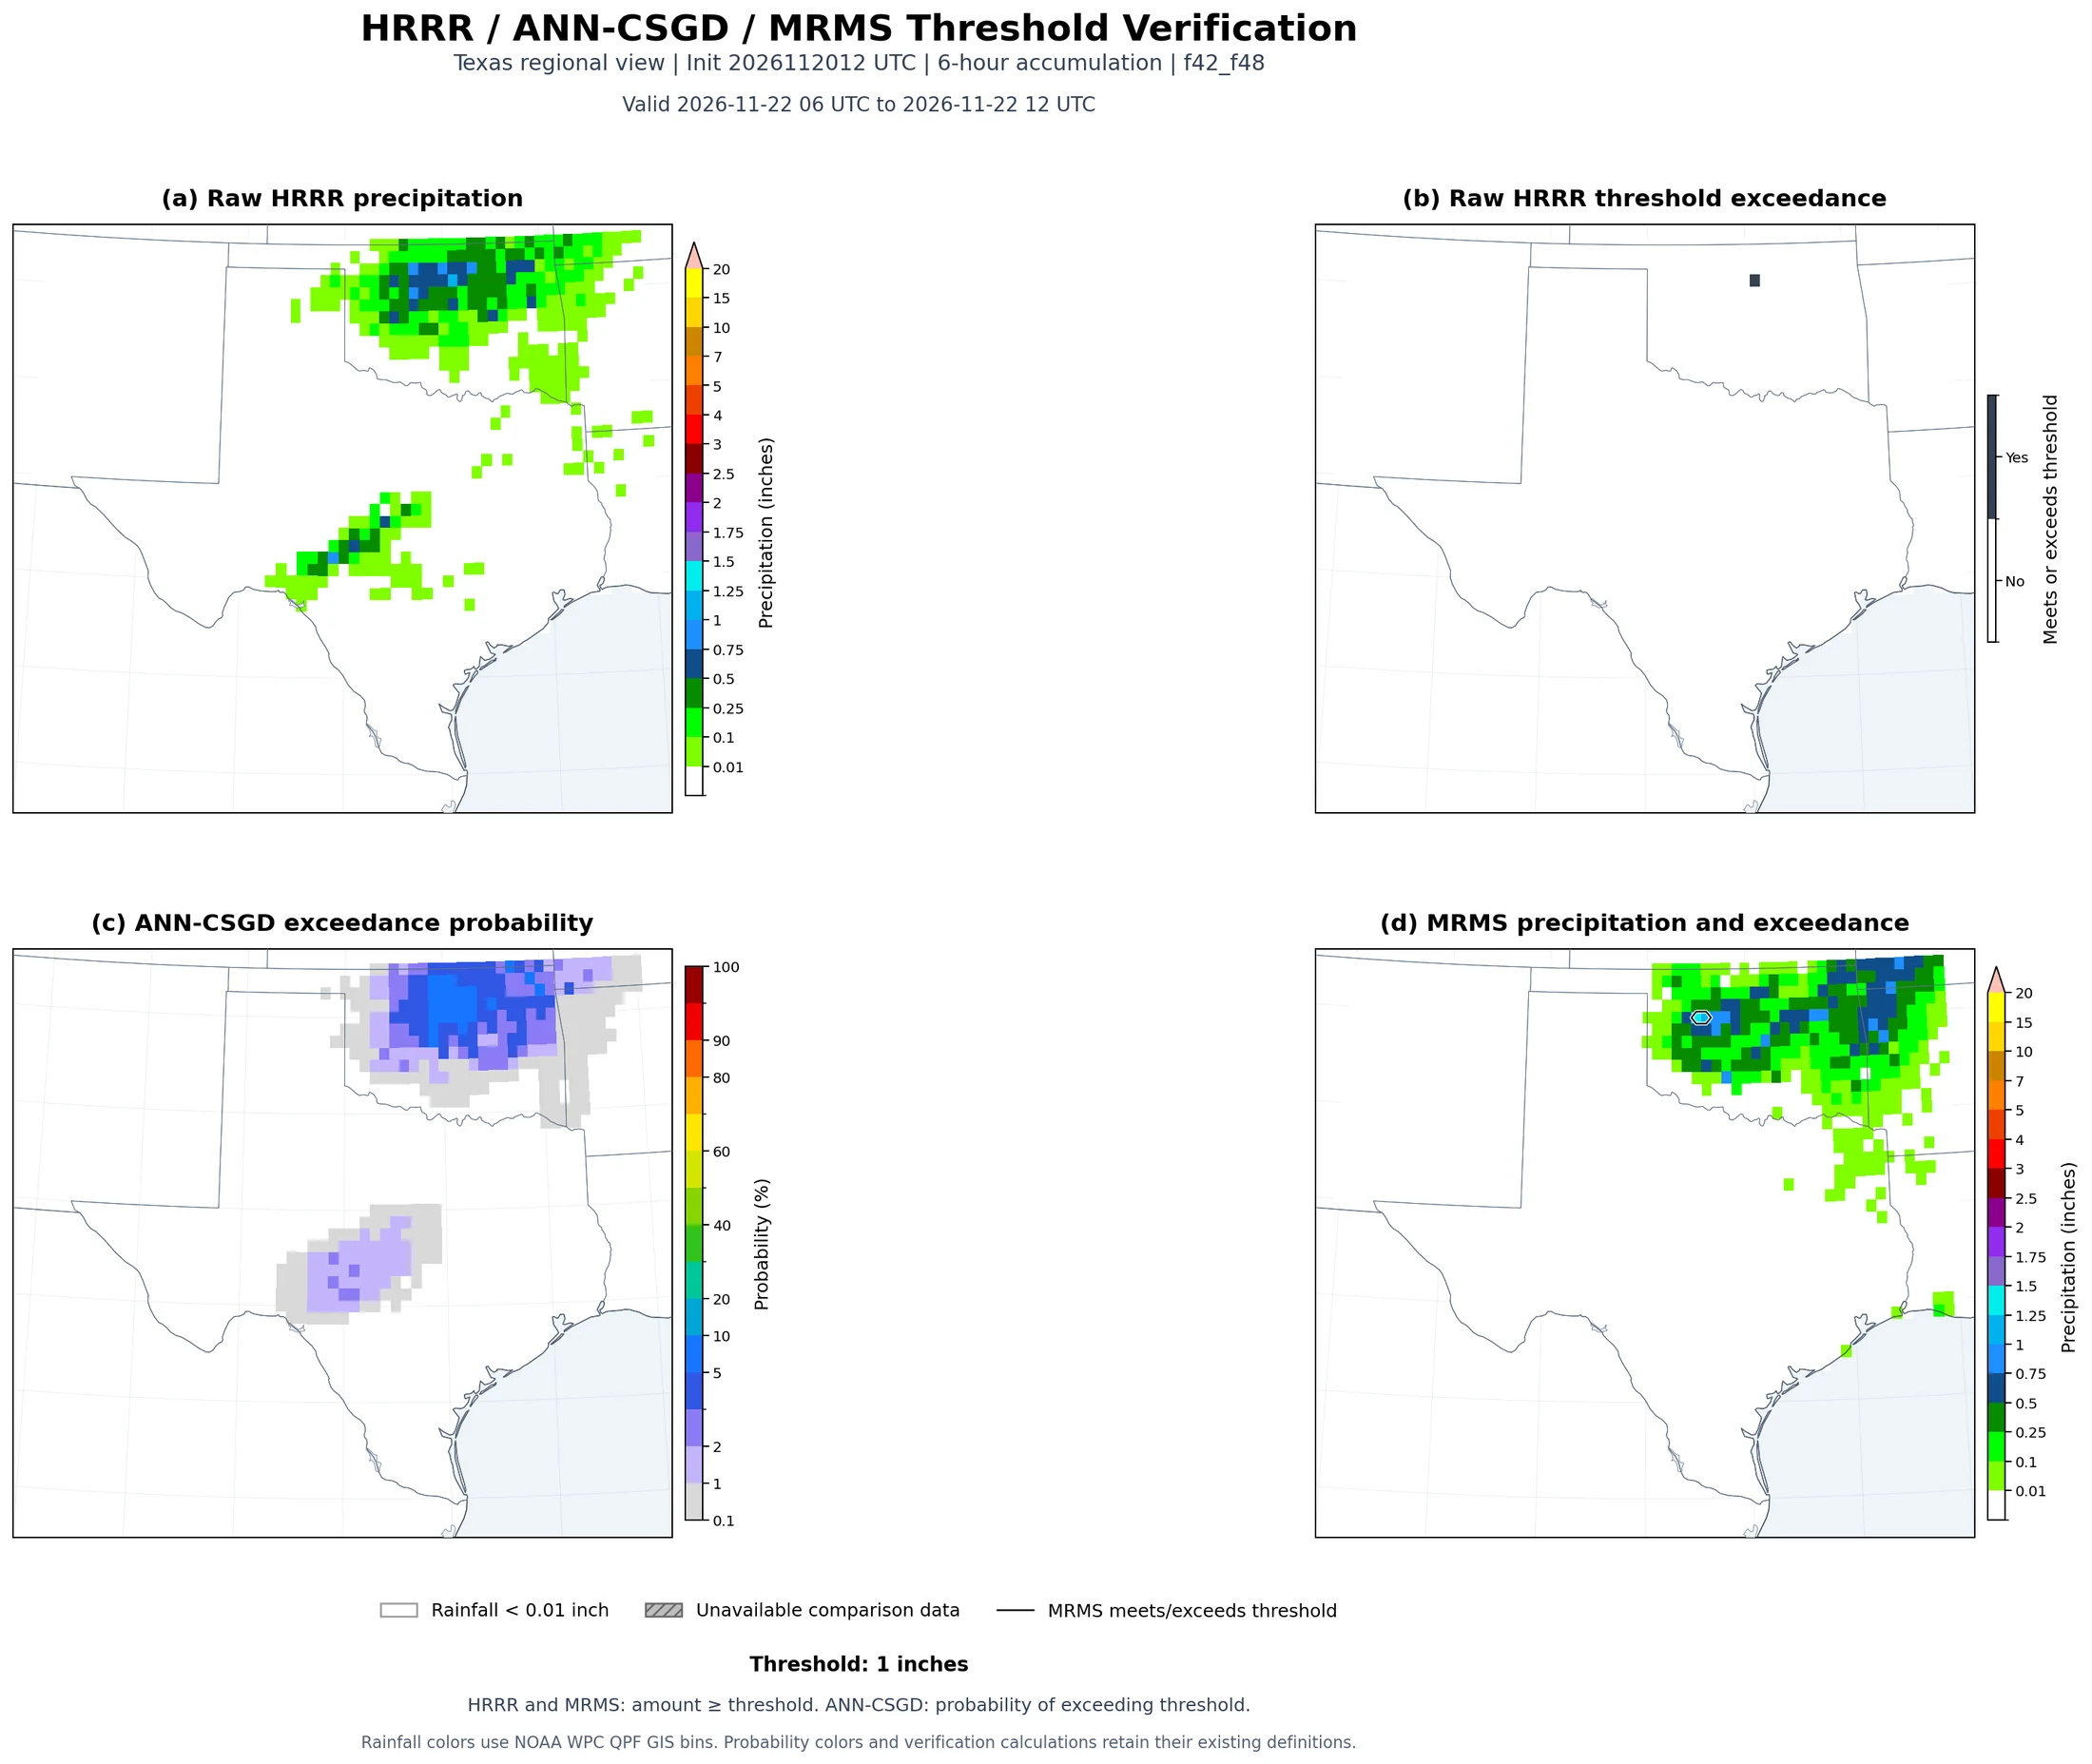 HRRR / ANN-CSGD / MRMS Threshold Verification
Texas regional view | Init 2026112012 UTC | 6-hour accumulation | f42_f48
Valid 2026-11-22 06 UTC to 2026-11-22 12 UTC
(a) Raw HRRR precipitation
20
15
10
7
5
4
3
2.5
2
1.75
1.5
1.25
1
0.75
0.5
0.25
0.1
0.01
Precipitation (inches)
(b) Raw HRRR threshold exceedance
Yes
No
Meets or exceeds threshold
(c) ANN-CSGD exceedance probability
100
90
80
60
40
20
10
5
2
1
0.1
Probability (%)
(d) MRMS precipitation and exceedance
20
15
10
7
5
4
3
2.5
2
1.75
1.5
1.25
1
0.75
0.5
0.25
0.1
0.01
Precipitation (inches)
Rainfall < 0.01 inch
Unavailable comparison data
MRMS meets/exceeds threshold
Threshold: 1 inches
HRRR and MRMS: amount ≥ threshold. ANN-CSGD: probability of exceeding threshold.
Rainfall colors use NOAA WPC QPF GIS bins. Probability colors and verification calculations retain their existing definitions.